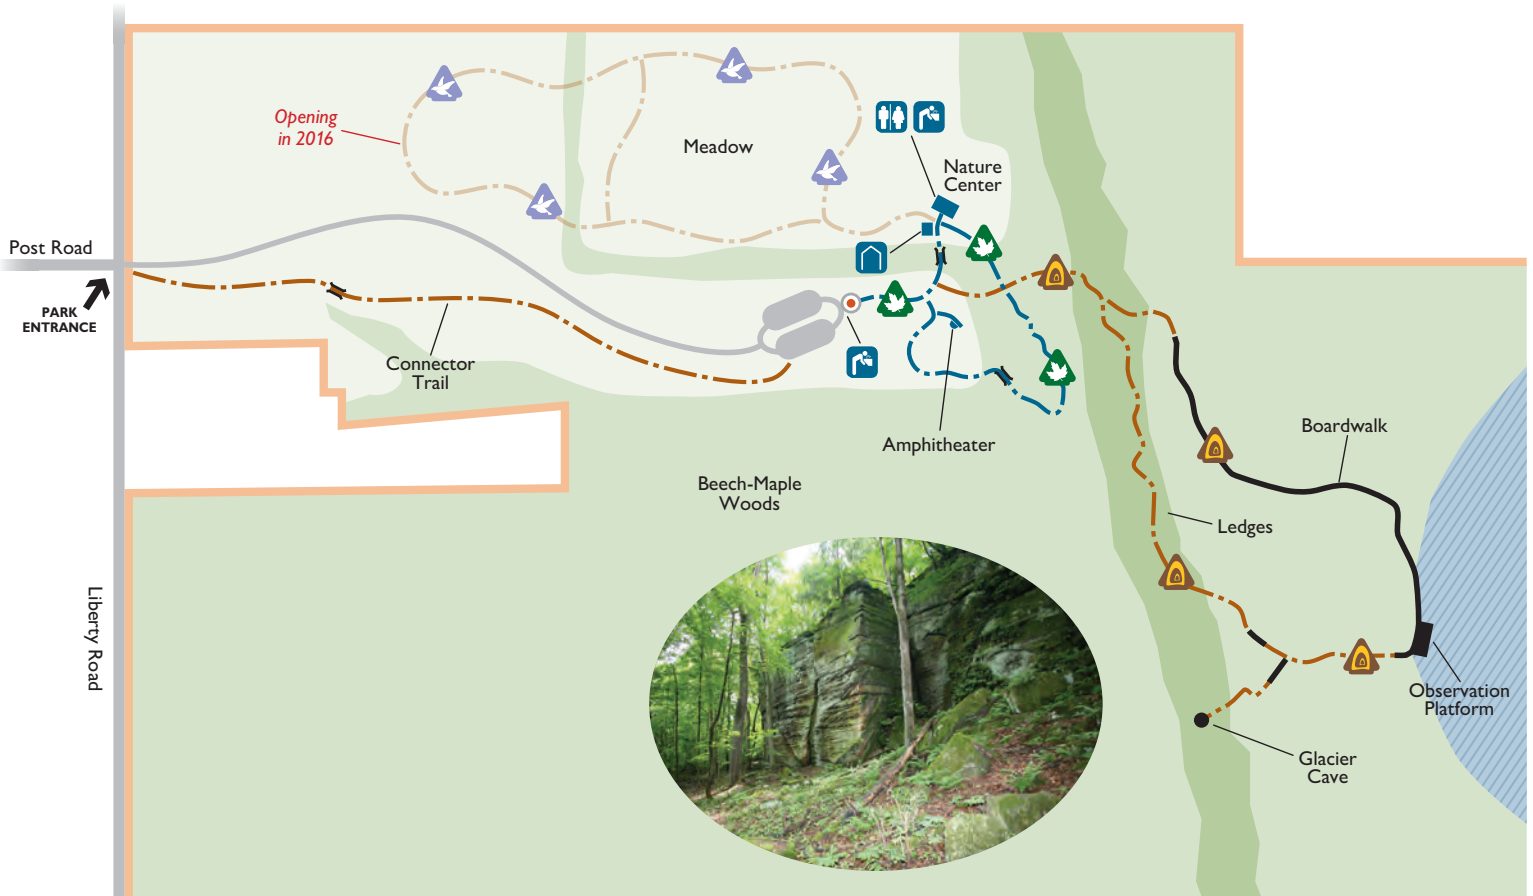 Opening
in 2016
Meadow
Nature
Center
Post Road
PARK
ENTRANCE
Connector
Trail
Amphitheater
Boardwalk
Beech-Maple
Woods
Ledges
Liberty Road
Observation
Platform
Glacier
Cave